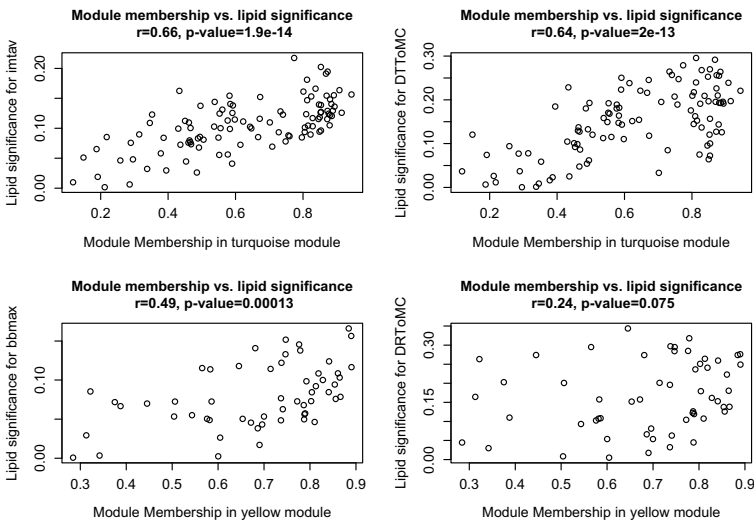 Module membership vs. lipid significance
r=0.66, p-value=1.9e-14
Lipid significance for imtav
0.00 0.10 0.20
0.2 0.4 0.6 0.8
Module Membership in turquoise module
Module membership vs. lipid significance
r=0.64, p-value=2e-13
Lipid significance for DTToMC
0.00 0.10 0.20 0.30
0.2 0.4 0.6 0.8
Module Membership in turquoise module
Module membership vs. lipid significance
r=0.49, p-value=0.00013
Lipid significance for bbmax
0.00 0.10
0.3 0.4 0.5 0.6 0.7 0.8 0.9
Module Membership in yellow module
Module membership vs. lipid significance
r=0.24, p-value=0.075
Lipid significance for DRToMC
0.00 0.15 0.30
0.3 0.4 0.5 0.6 0.7 0.8 0.9
Module Membership in yellow module